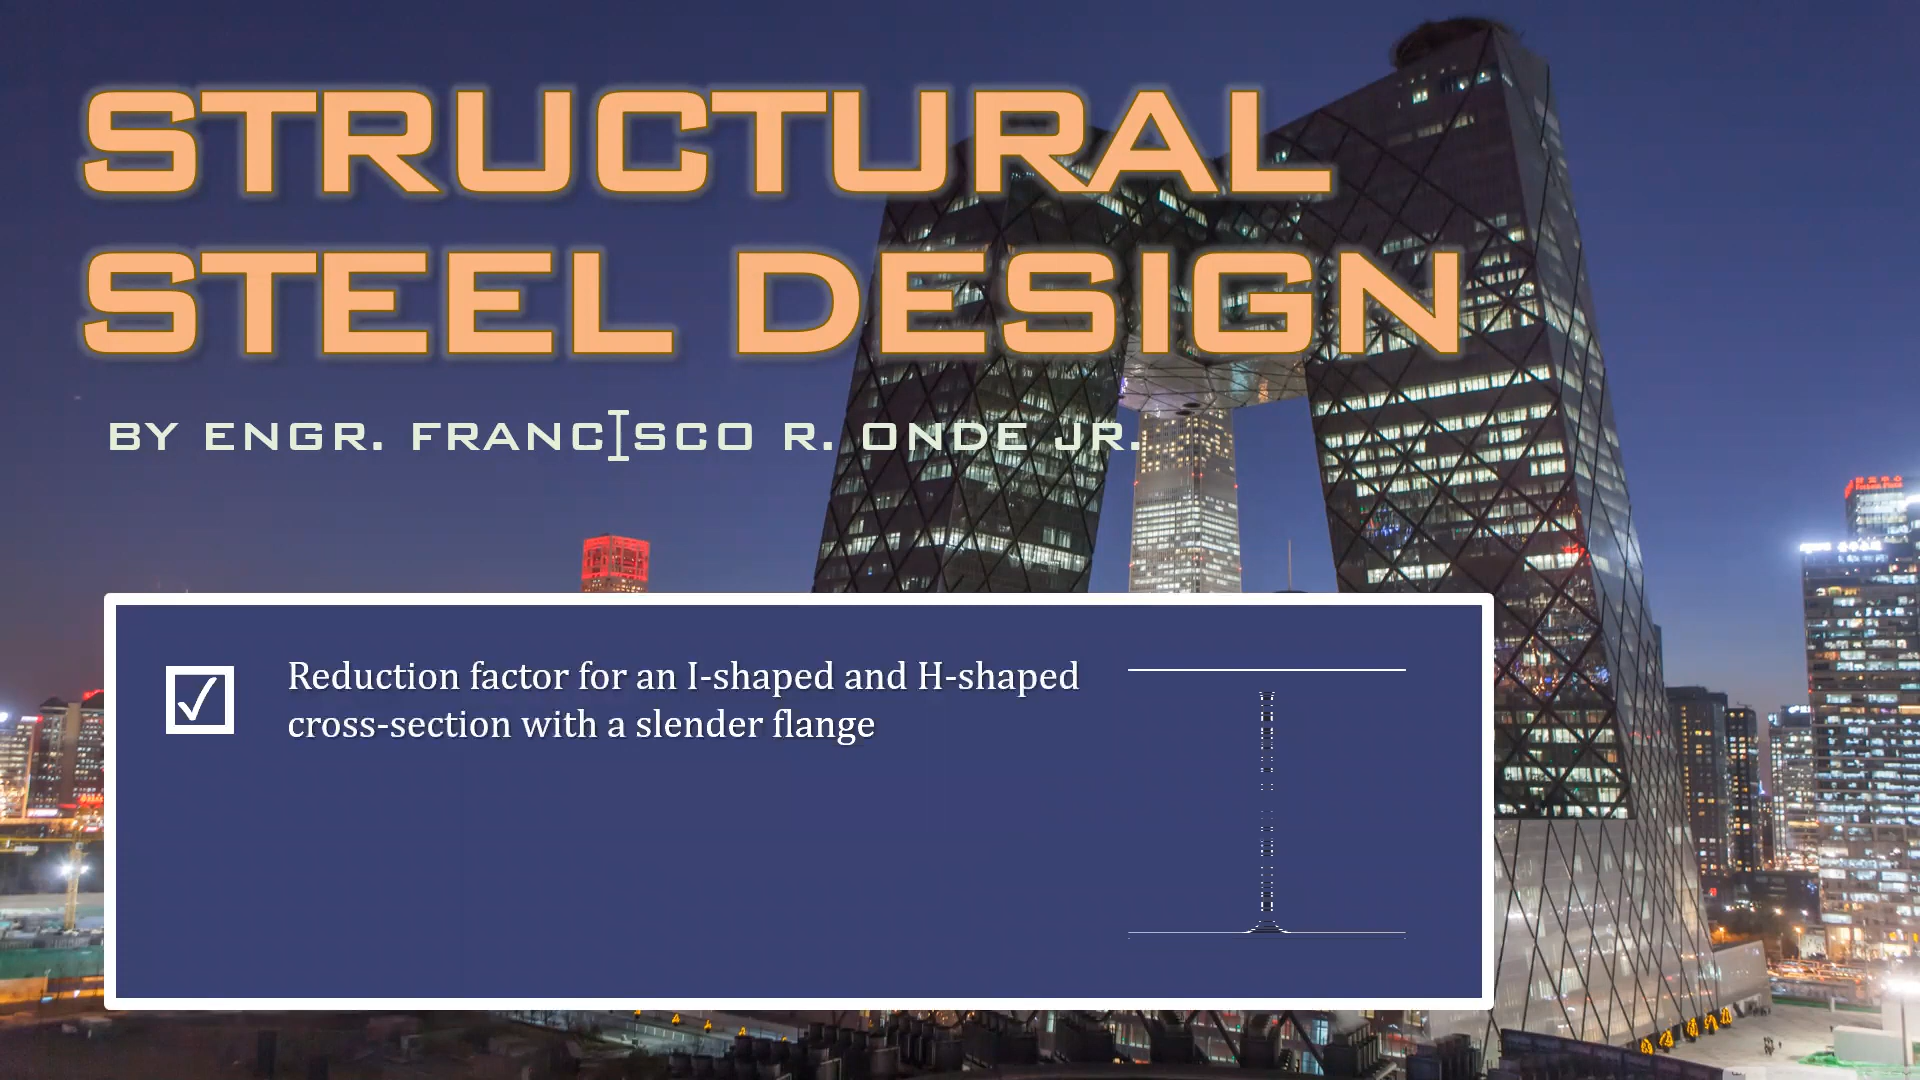 STRUCTURAL
STEEL DESIGN
BY ENGR. FRANCISCO R. ONDE JR.
Reduction factor for an I-shaped and H-shaped
cross-section with a slender flange